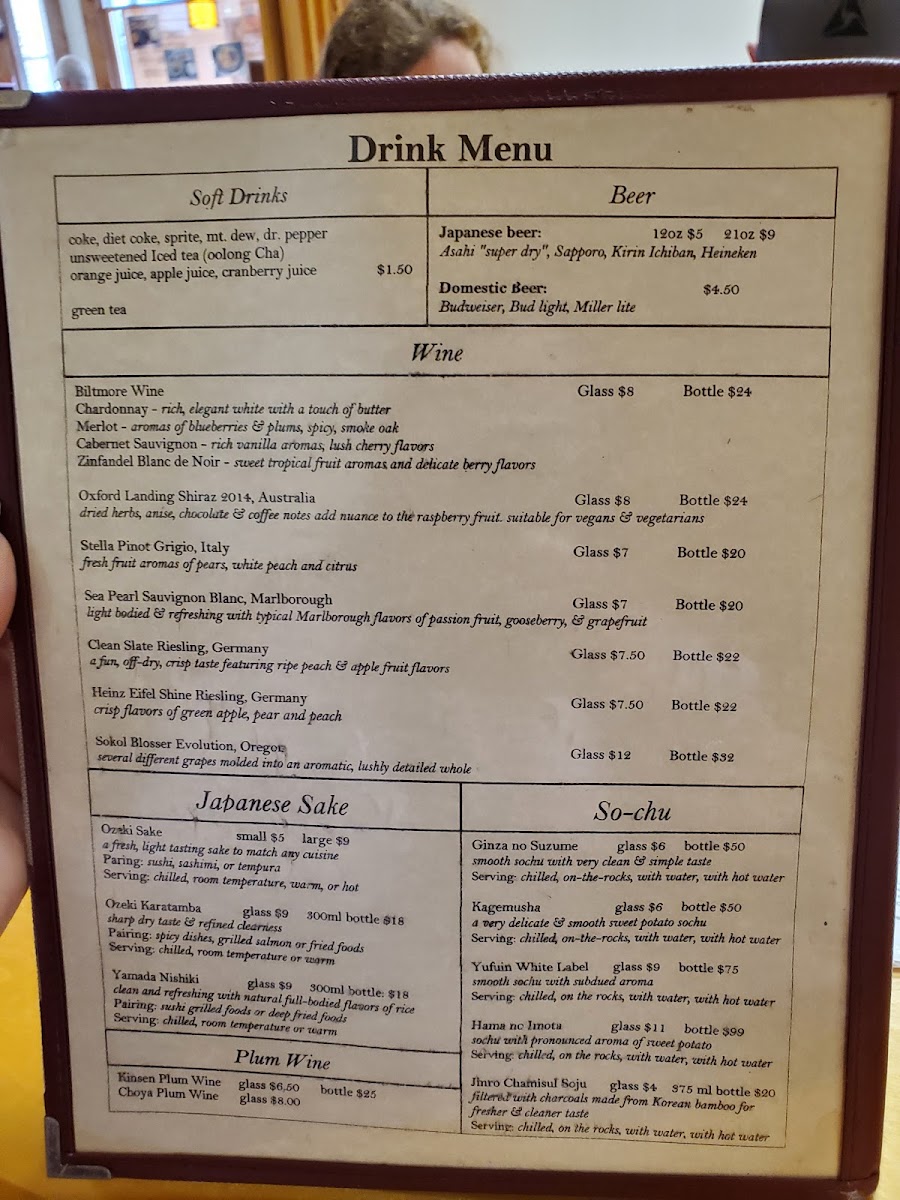 Drink Menu
Soft Drinks
coke, diet coke, sprite, mt. dew, dr. pepper
unsweetened Iced tea (oolong Cha)
orange juice, apple juice, cranberry juice $1.50
green tea
Beer
Japanese beer: 12oz $5 21oz $9
Asahi "super dry", Sapporo, Kirin Ichiban, Heineken
Domestic Beer: $4.50
Budweiser, Bud light, Miller lite
Wine
Biltmore Wine Glass $8 Bottle $24
Chardonnay - rich, elegant white with a touch of butter
Merlot - aromas of blueberries & plums, spicy, smoke oak
Cabernet Sauvignon - rich vanilla aromas, lush cherry flavors
Zinfandel Blanc de Noir - sweet tropical fruit aromas and delicate berry flavors
Oxford Landing Shiraz 2014, Australia Glass $8 Bottle $24
dried herbs, anise, chocolate & coffee notes add nuance to the raspberry fruit. suitable for vegans & vegetarians
Stella Pinot Grigio, Italy Glass $7 Bottle $20
fresh fruit aromas of pears, white peach and citrus
Sea Pearl Sauvignon Blanc, Marlborough Glass $7 Bottle $20
light bodied & refreshing with typical Marlborough flavors of passion fruit, gooseberry, & grapefruit
Clean Slate Riesling, Germany Glass $7.50 Bottle $22
a fun, off-dry, crisp taste featuring ripe peach & apple fruit flavors
Heinz Eifel Shine Riesling, Germany Glass $7.50 Bottle $22
crisp flavors of green apple, pear and peach
Sokol Blosser Evolution, Oregon Glass $12 Bottle $32
several different grapes molded into an aromatic, lushly detailed whole
Japanese Sake
Ozeki Sake small $5 large $9
a fresh, light tasting sake to match any cuisine
Paring: sushi, sashimi, or tempura
Serving: chilled, room temperature, warm, or hot
Ozeki Karatamba glass $9 300ml bottle $18
sharp dry taste & refined clearness
Pairing: spicy dishes, grilled salmon or fried foods
Serving: chilled, room temperature or warm
Yamada Nishiki glass $9 300ml bottle: $18
clean and refreshing with natural full-bodied flavors of rice
Pairing: sushi grilled foods or deep fried foods
Serving: chilled, room temperature or warm
Plum Wine
Kinsen Plum Wine glass $6,50 bottle $25
Choya Plum Wine glass $8.00
So-chu
Ginza no Suzume glass $6 bottle $50
smooth sochu with very clean & simple taste
Serving: chilled, on-the-rocks, with water, with hot water
Kagemusha glass $6 bottle $50
a very delicate & smooth sweet potato sochu
Serving: chilled, on-the-rocks, with water, with hot water
Yufuin White Label glass $9 bottle $75
smooth sochu with subdued aroma
Serving: chilled, on the rocks, with water, with hot water
Hama no Imota glass $11 bottle $99
sochu with pronounced aroma of sweet potato
Serving: chilled, on the rocks, with water, with hot water
Jinro Chamisul Soju glass $4 375 ml bottle $20
filtered with charcoals made from Korean bamboo for
fresher & cleaner taste
Serving: chilled, on the rocks, with water, with hot water